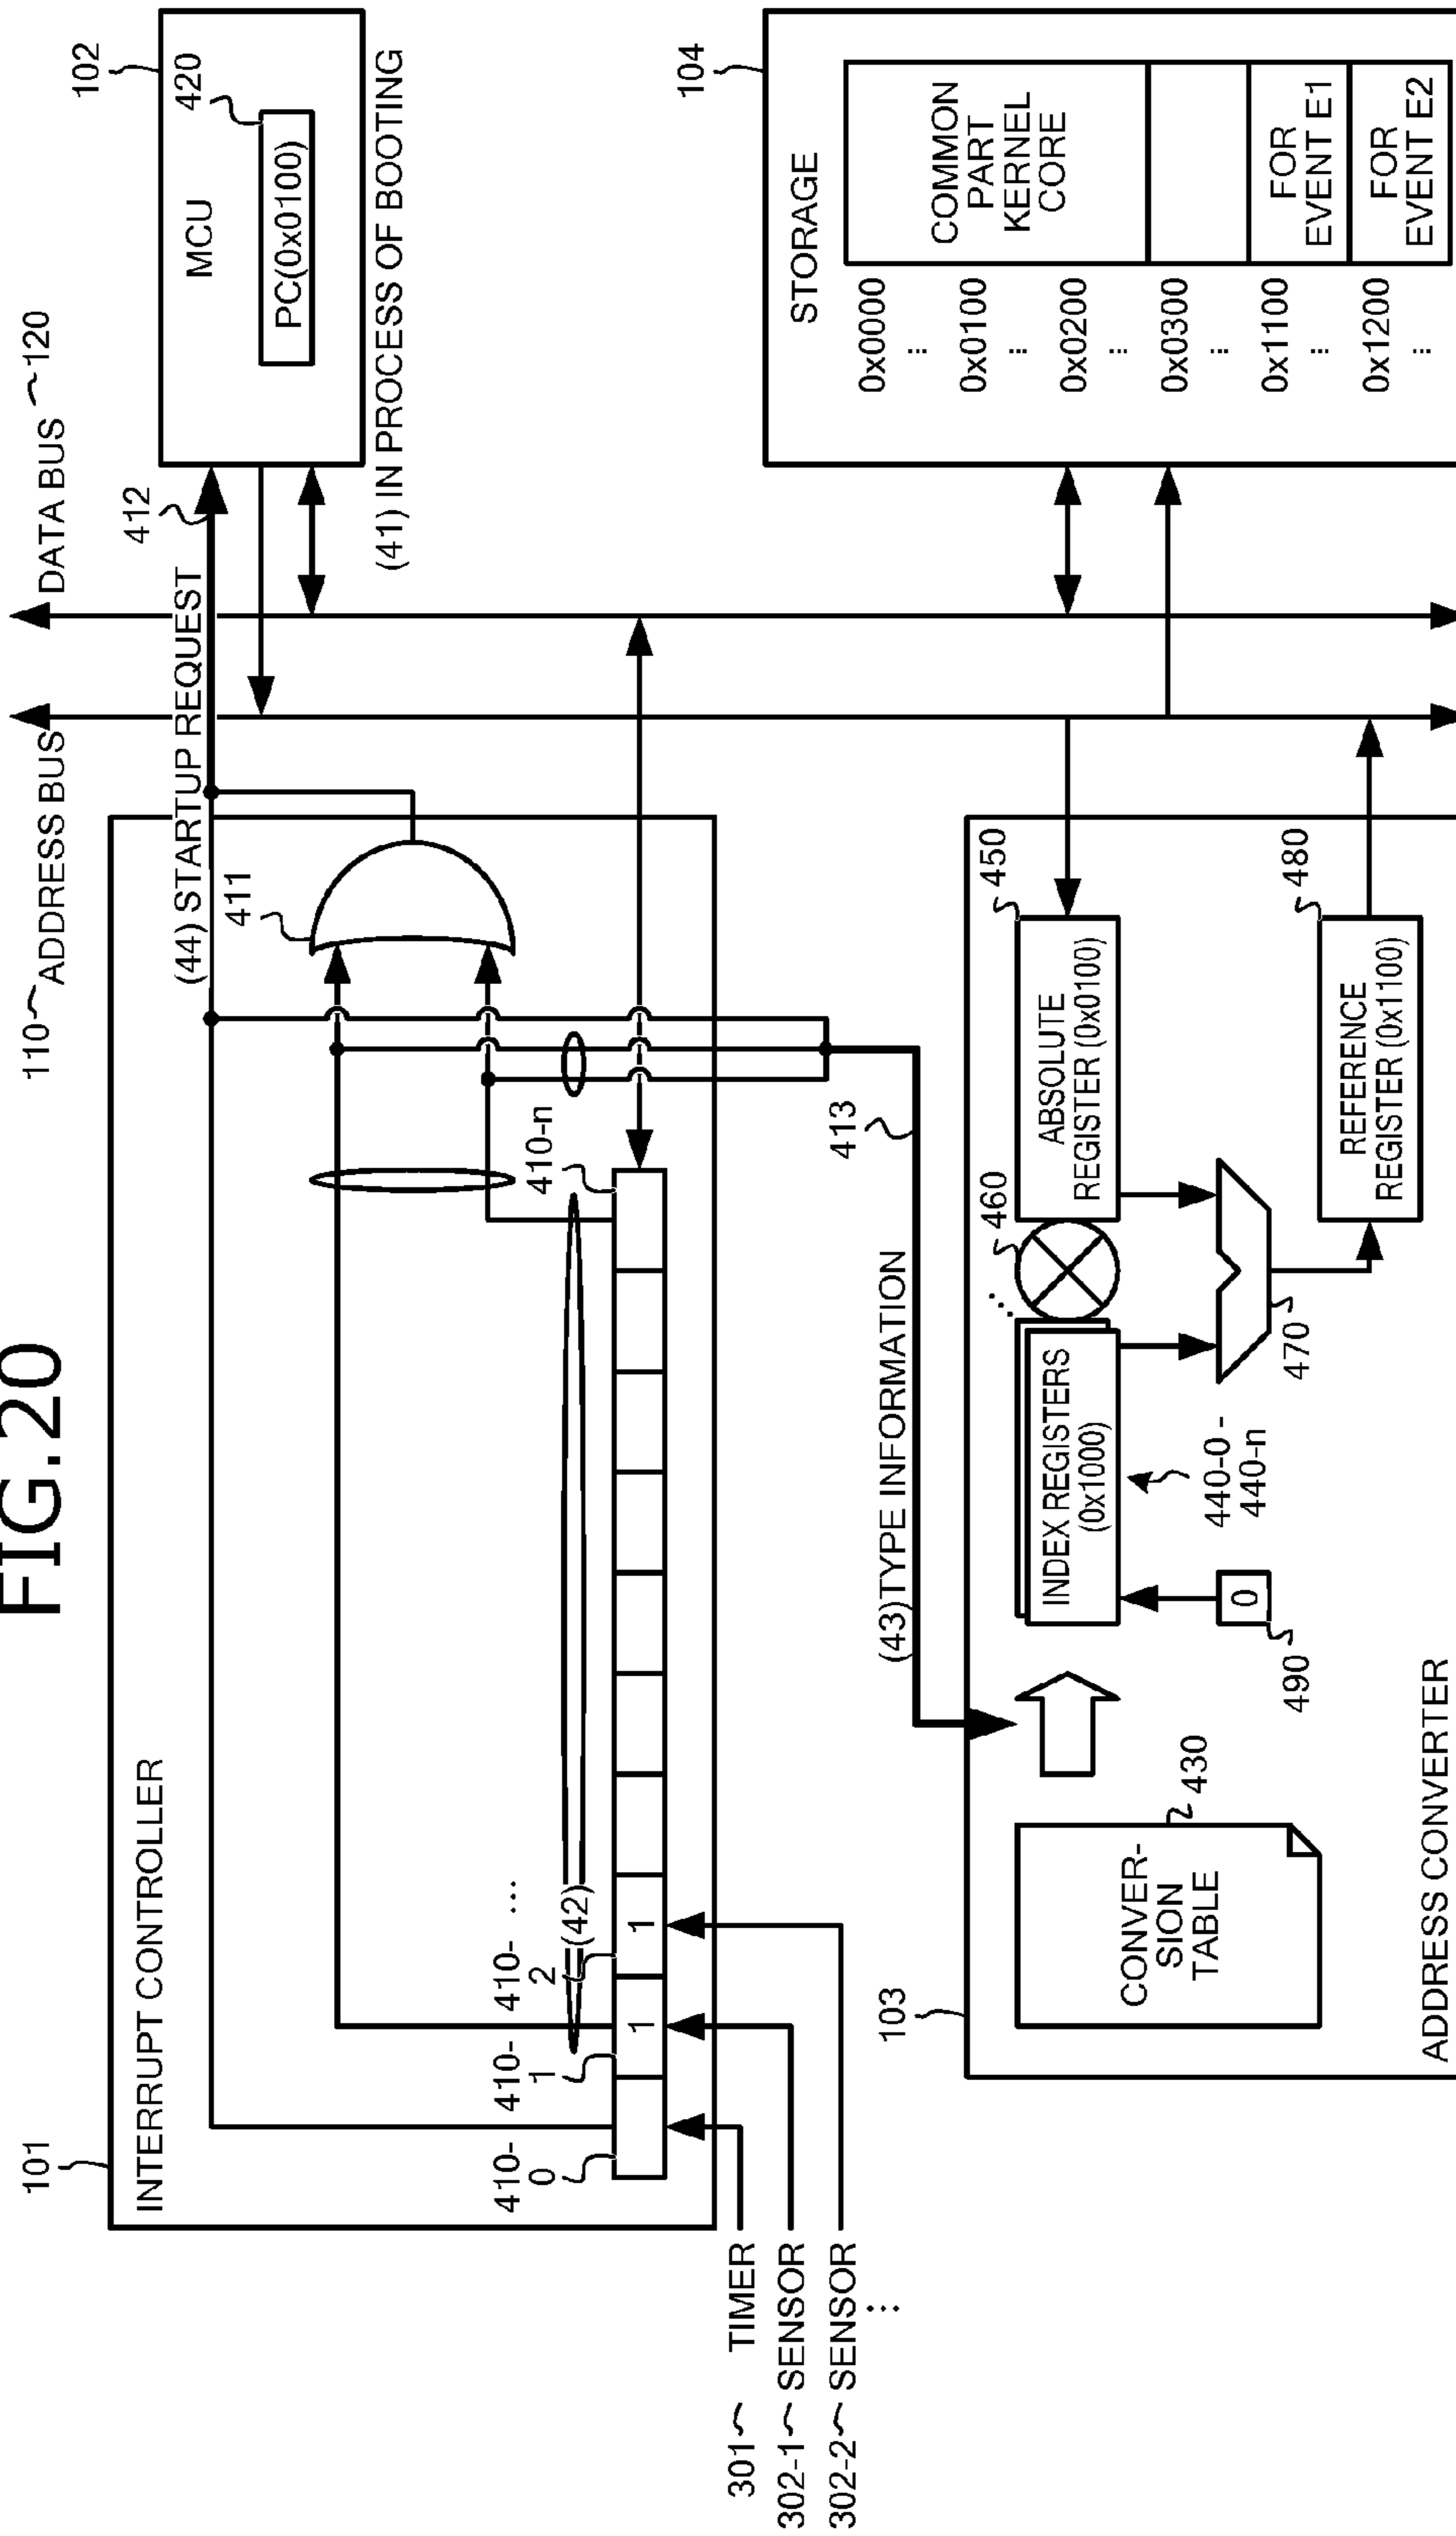 FIG.20
110
ADDRESS BUS
DATA BUS
120
101
INTERRUPT CONTROLLER
(44) STARTUP REQUEST
412
411
102
MCU
420
PC(0x0100)
(41) IN PROCESS OF BOOTING
410-
0
410-
1
410-
2
...
(42)
410-n
1
1
301
TIMER
302-1
SENSOR
302-2
SENSOR
⋮
(43)TYPE INFORMATION
413
103
CONVER-
SION
TABLE
430
INDEX REGISTERS
(0x1000)
440-0 -
440-n
0
490
...
460
ABSOLUTE
REGISTER (0x0100)
450
470
REFERENCE
REGISTER (0x1100)
480
ADDRESS CONVERTER
104
STORAGE
0x0000
⋮
0x0100
⋮
0x0200
⋮
0x0300
⋮
0x1100
⋮
0x1200
⋮
COMMON
PART
KERNEL
CORE
FOR
EVENT E1
FOR
EVENT E2